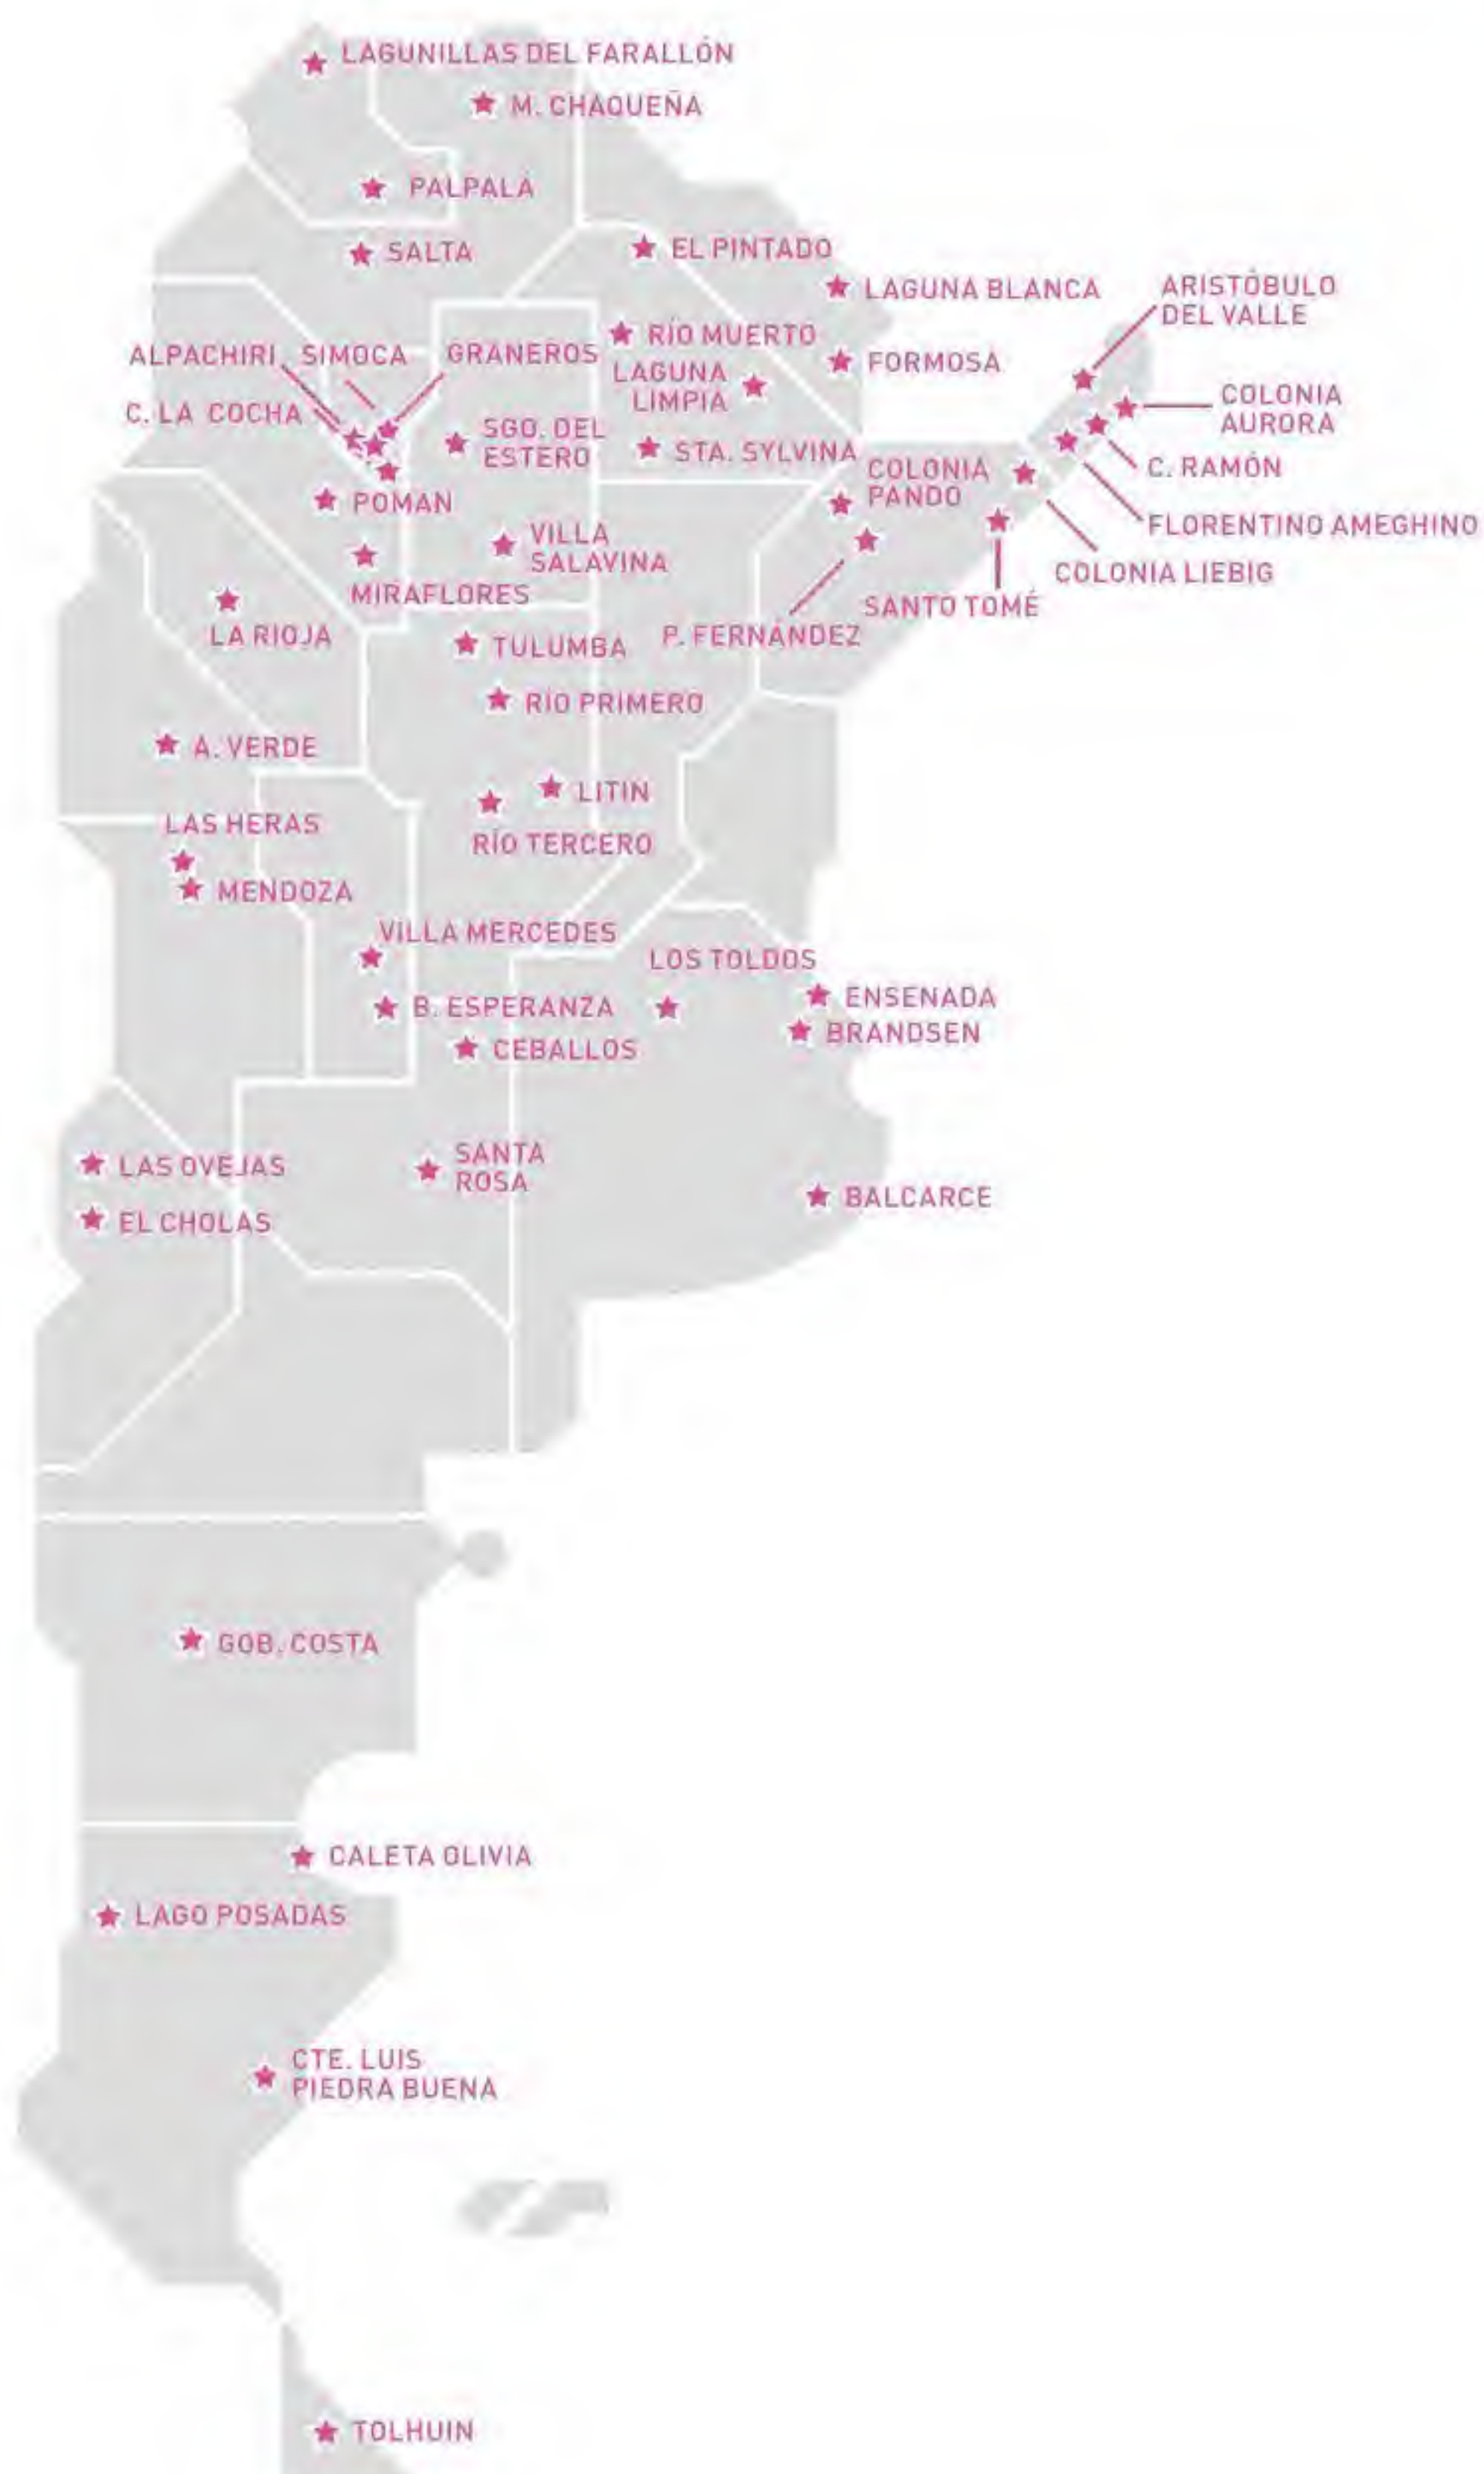 LAGUNILLAS DEL FARALLÓN
M. CHAQUEÑA
PALPALÁ
SALTA
EL PINTADO
LAGUNA BLANCA
ARISTÓBULO
DEL VALLE
RÍO MUERTO
ALPACHIRI
SIMOCA
GRANEROS
FORMOSA
LAGUNA
LIMPIA
COLONIA
AURORA
C. LA COCHA
SGO. DEL
ESTERO
STA. SYLVINA
COLONIA
PANDO
C. RAMÓN
POMAN
FLORENTINO AMEGHINO
VILLA
SALAVINA
COLONIA LIEBIG
MIRAFLORES
SANTO TOMÉ
LA RIOJA
P. FERNÁNDEZ
TULUMBA
RÍO PRIMERO
A. VERDE
LITIN
LAS HERAS
RÍO TERCERO
MENDOZA
VILLA MERCEDES
LOS TOLDOS
ENSENADA
B. ESPERANZA
BRANDSEN
CEBALLOS
SANTA
ROSA
LAS OVEJAS
BALCARCE
EL CHOLAS
GOB. COSTA
CALETA OLIVIA
LAGO POSADAS
CTE. LUIS
PIEDRA BUENA
TOLHUIN